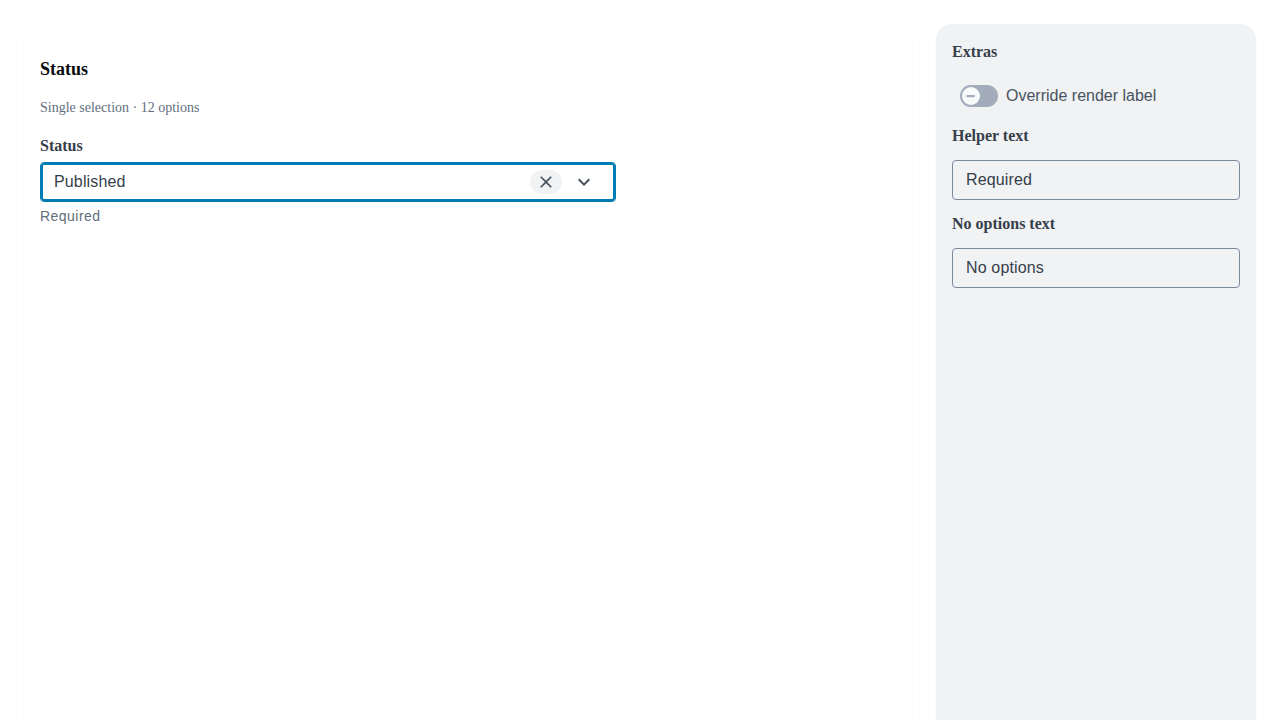 Status
Single selection · 12 options
Status
Published
Required
Extras
Override render label
Helper text
Required
No options text
No options